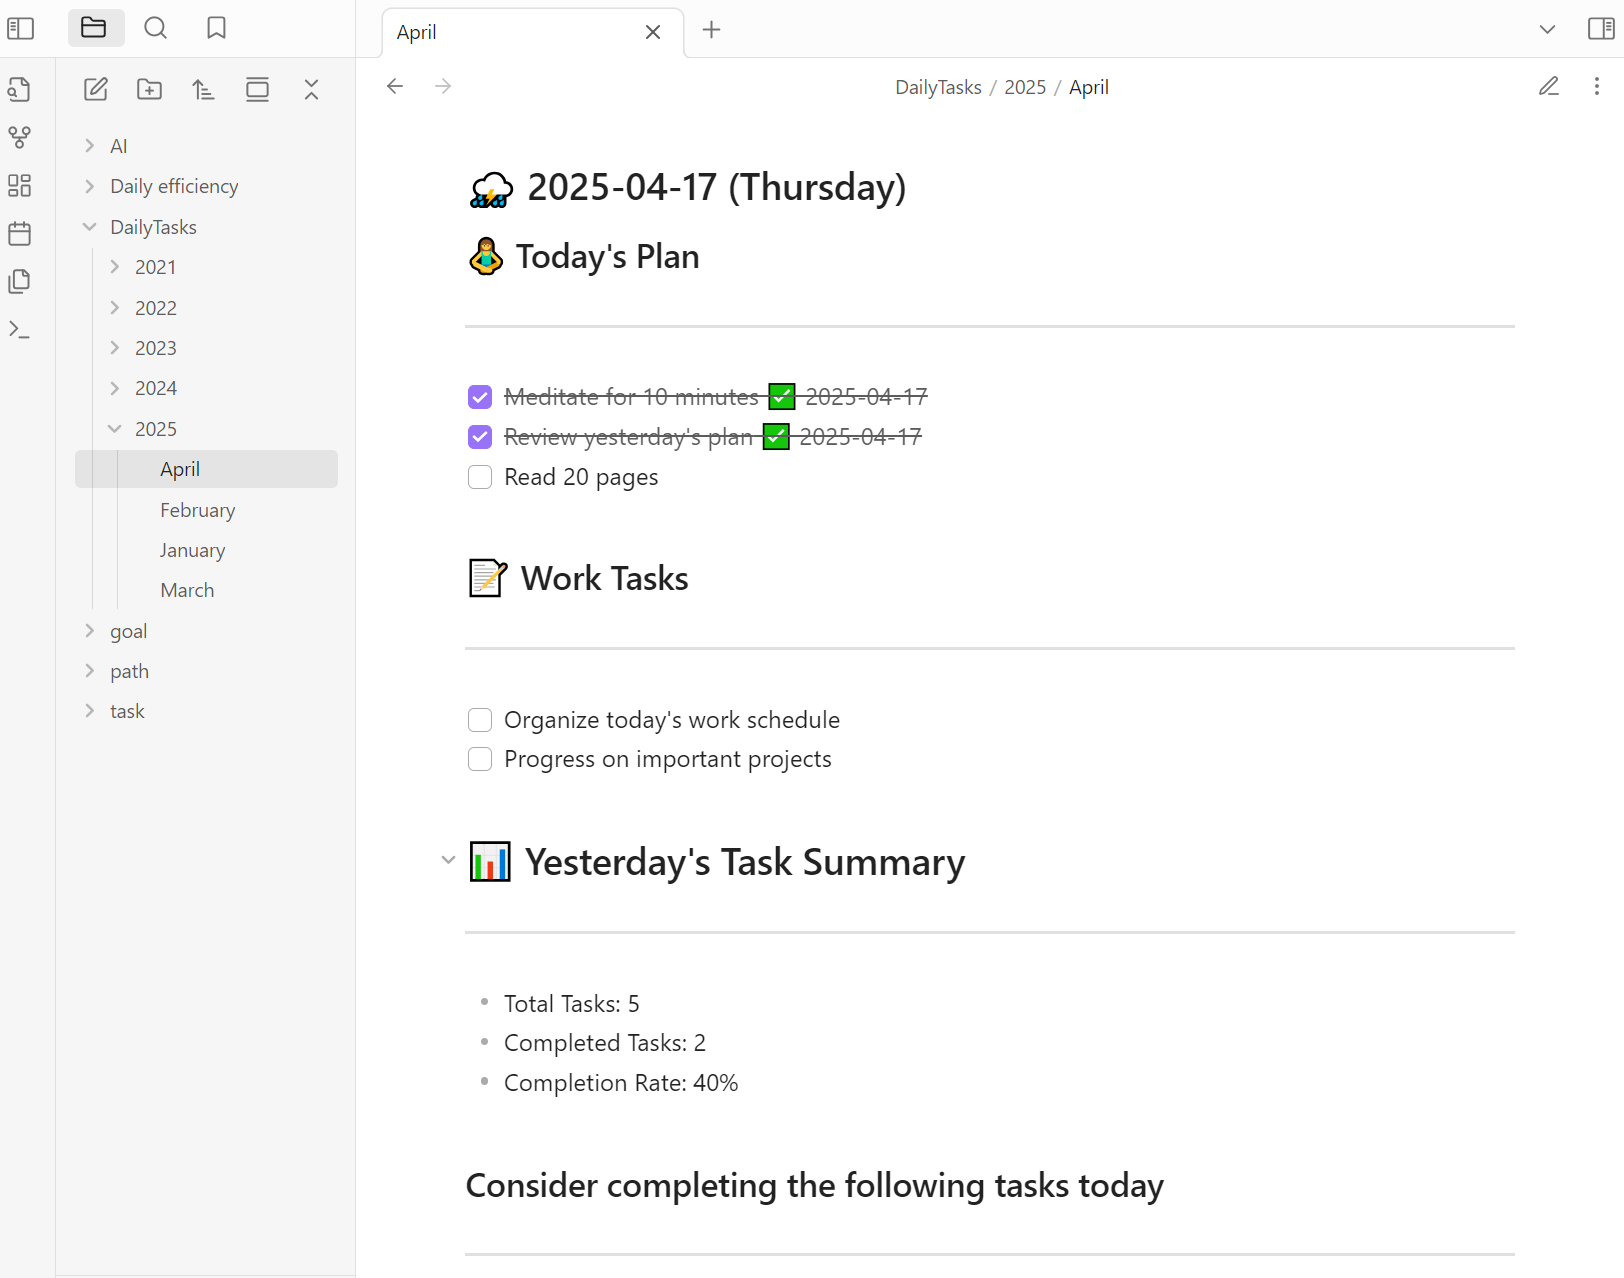 April
DailyTasks / 2025 / April
AI
Daily efficiency
DailyTasks
2021
2022
2023
2024
2025
April
February
January
March
goal
path
task
2025-04-17 (Thursday)
Today's Plan
Meditate for 10 minutes ✅ 2025-04-17
Review yesterday's plan ✅ 2025-04-17
Read 20 pages
Work Tasks
Organize today's work schedule
Progress on important projects
Yesterday's Task Summary
Total Tasks: 5
Completed Tasks: 2
Completion Rate: 40%
Consider completing the following tasks today